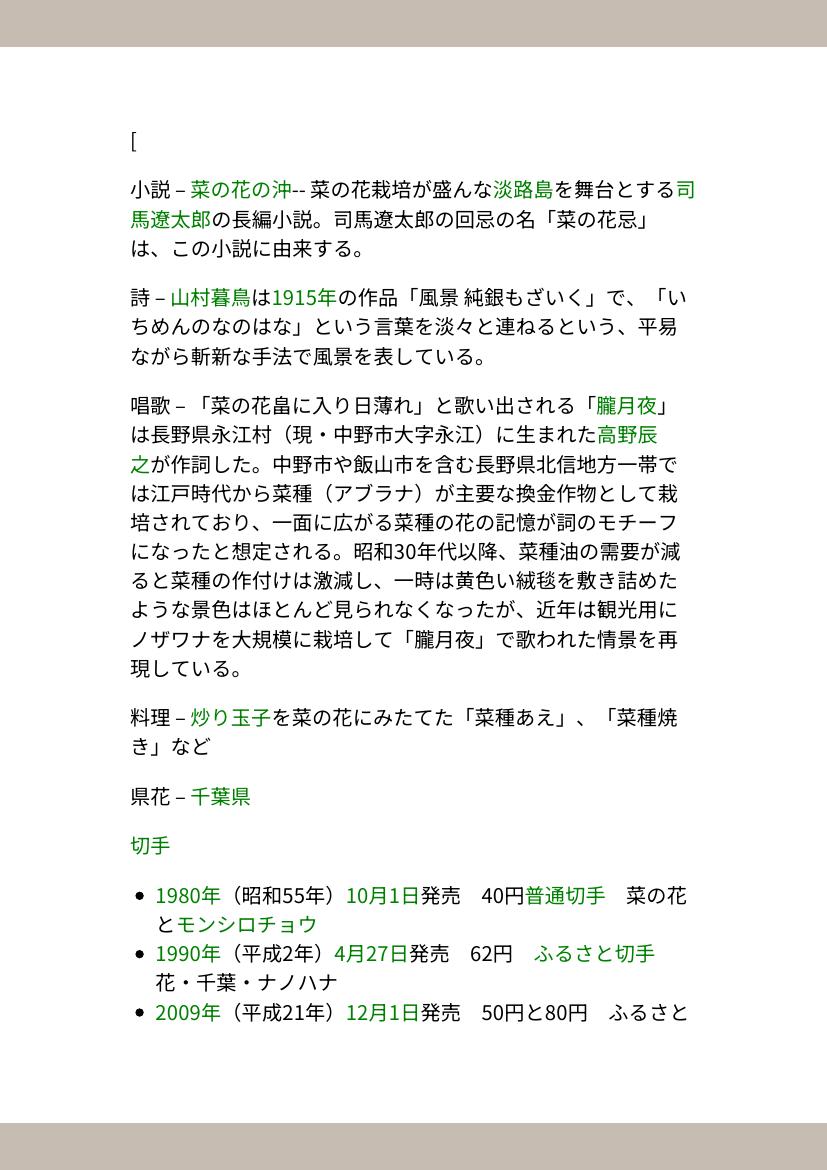 [
小説 – 菜の花の沖-- 菜の花栽培が盛んな淡路島を舞台とする司
馬遼太郎の長編小説。司馬遼太郎の回忌の名「菜の花忌」
は、この小説に由来する。
詩 – 山村暮鳥は1915年の作品「風景 純銀もざいく」で、「い
ちめんのなのはな」という言葉を淡々と連ねるという、平易
ながら斬新な手法で風景を表している。
唱歌 – 「菜の花畠に入り日薄れ」と歌い出される「朧月夜」
は長野県永江村（現・中野市大字永江）に生まれた高野辰
之が作詞した。中野市や飯山市を含む長野県北信地方一帯で
は江戸時代から菜種（アブラナ）が主要な換金作物として栽
培されており、一面に広がる菜種の花の記憶が詞のモチーフ
になったと想定される。昭和30年代以降、菜種油の需要が減
ると菜種の作付けは激減し、一時は黄色い絨毯を敷き詰めた
ような景色はほとんど見られなくなったが、近年は観光用に
ノザワナを大規模に栽培して「朧月夜」で歌われた情景を再
現している。
料理 – 炒り玉子を菜の花にみたてた「菜種あえ」、「菜種焼
き」など
県花 – 千葉県
切手
• 1980年（昭和55年）10月1日発売　40円普通切手　菜の花
とモンシロチョウ
• 1990年（平成2年）4月27日発売　62円　ふるさと切手
花・千葉・ナノハナ
• 2009年（平成21年）12月1日発売　50円と80円　ふるさと